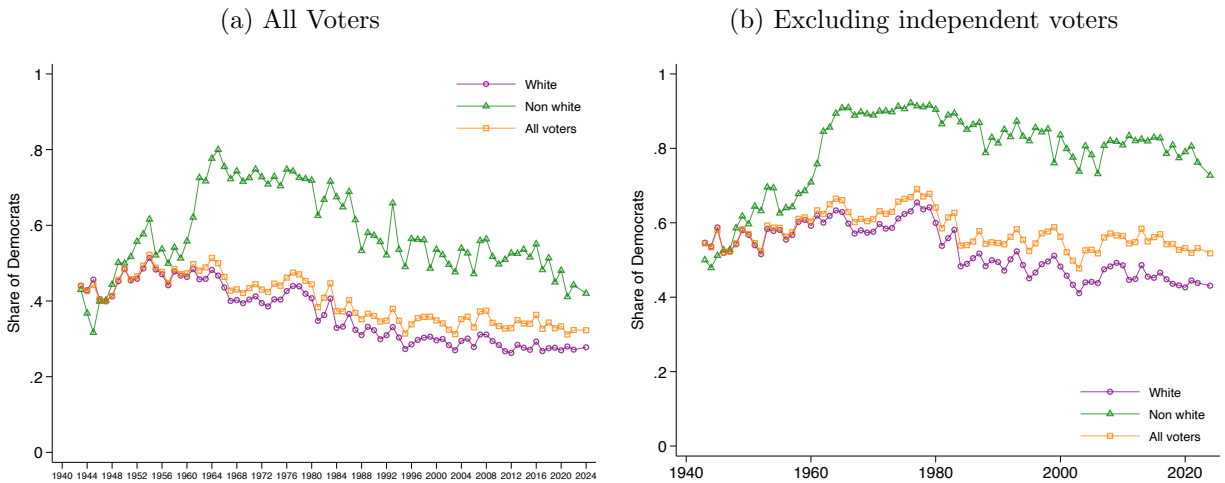 (a) All Voters
1
.8
.6
.4
.2
0
Share of Democrats
White
Non white
All voters
1940 1944 1948 1952 1956 1960 1964 1968 1972 1976 1980 1984 1988 1992 1996 2000 2004 2008 2012 2016 2020 2024
(b) Excluding independent voters
1
.8
.6
.4
.2
0
Share of Democrats
White
Non white
All voters
1940 1960 1980 2000 2020